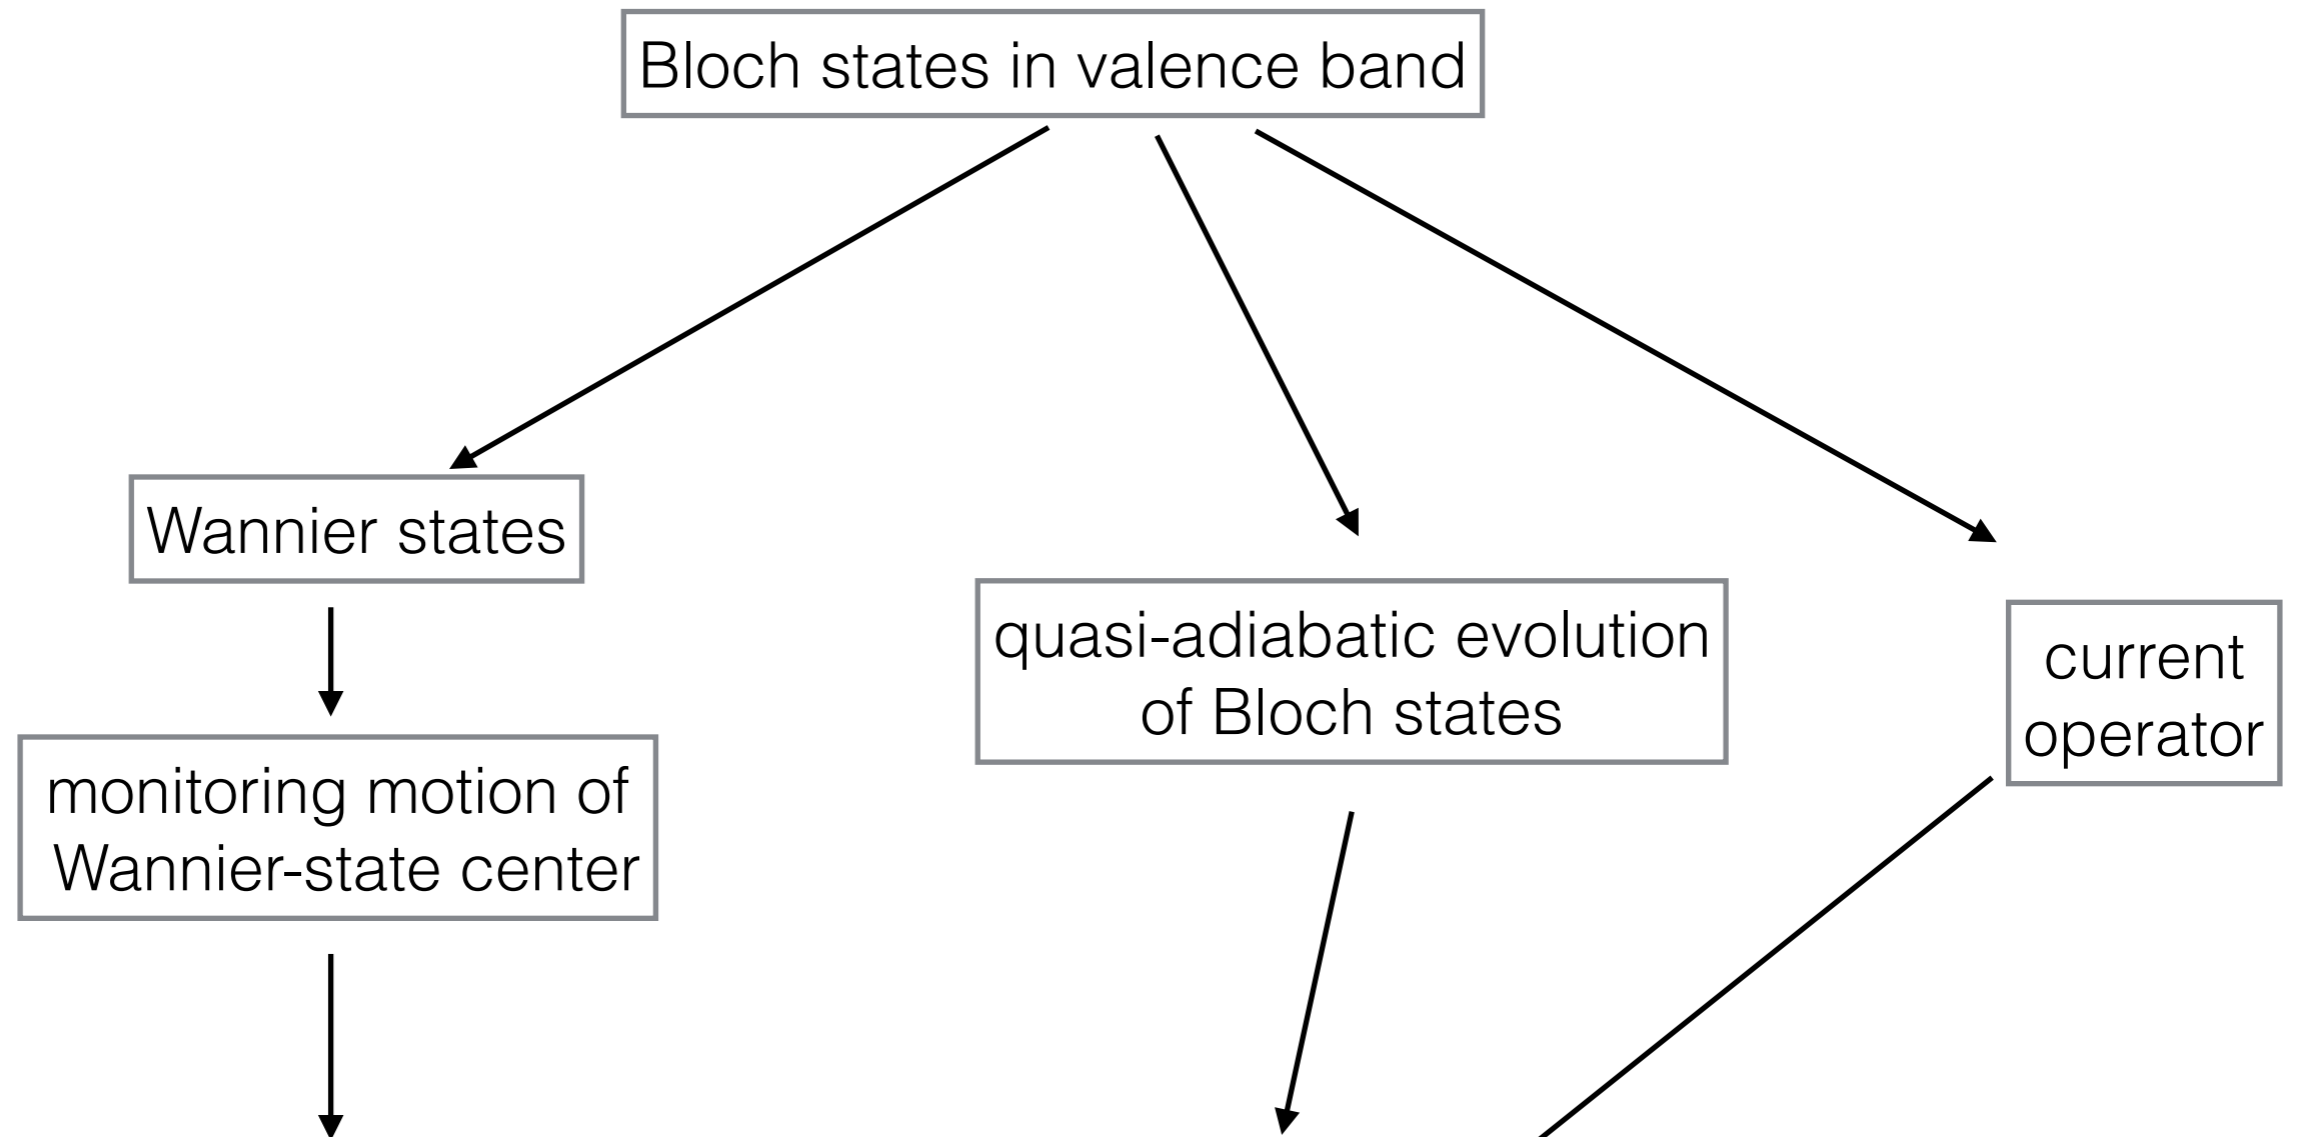 Bloch states in valence band
Wannier states
quasi-adiabatic evolution
of Bloch states
current
operator
monitoring motion of
Wannier-state center